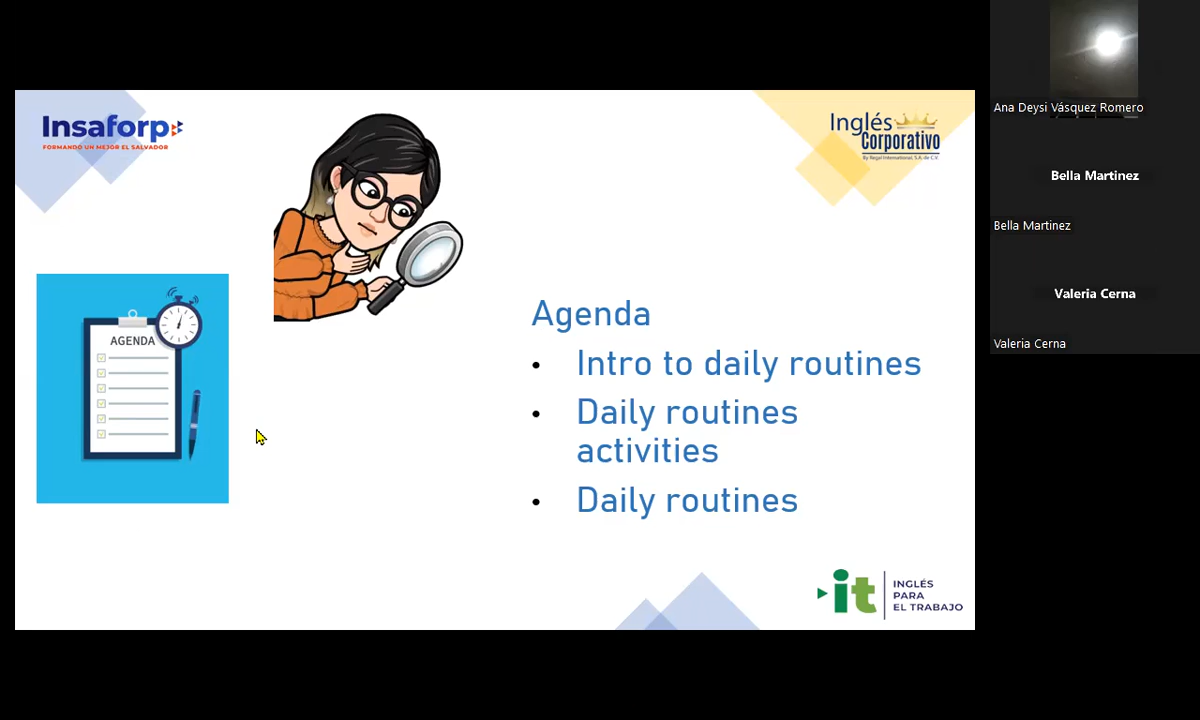 Insaforp
FORMANDO UN MEJOR EL SALVADOR
Inglés
Corporativo
By Regal International, S.A. de C.V.
AGENDA
Agenda
• Intro to daily routines
• Daily routines
activities
• Daily routines
it
INGLÉS
PARA
EL TRABAJO
Ana Deysi Vásquez Romero
Bella Martinez
Bella Martinez
Valeria Cerna
Valeria Cerna